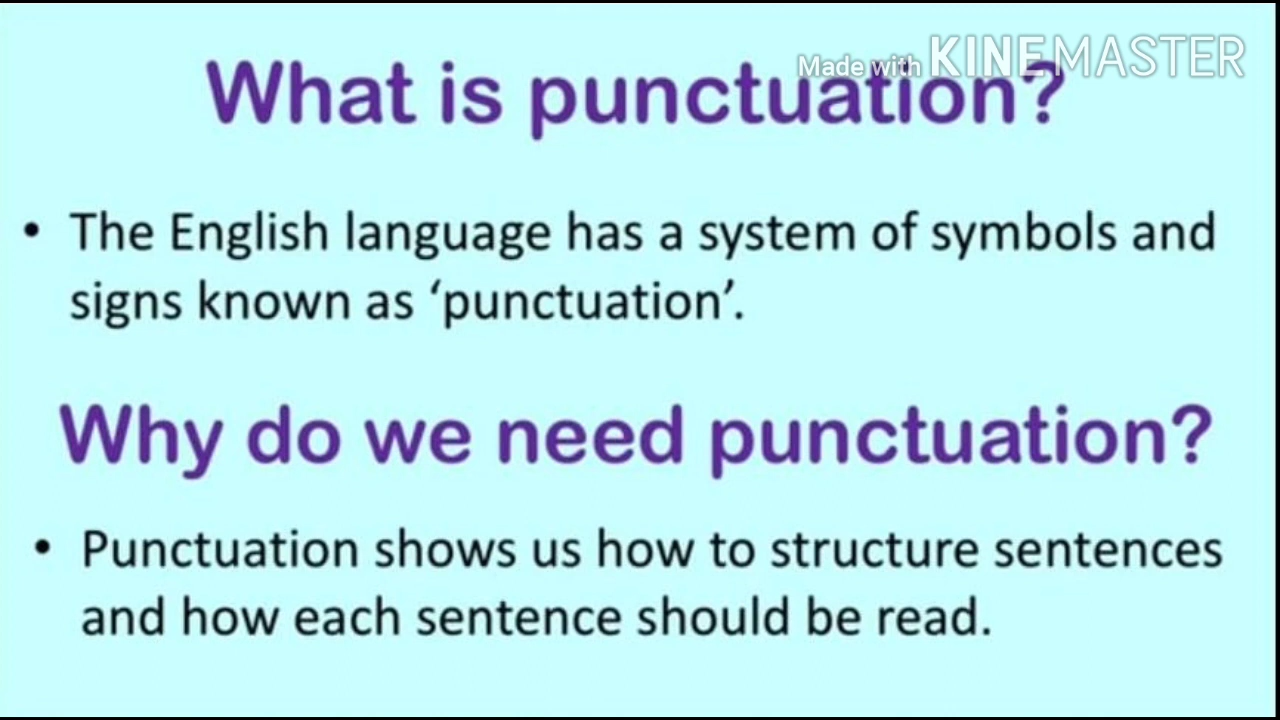 Made with KINEMASTER
What is punctuation?
• The English language has a system of symbols and
signs known as ‘punctuation’.
Why do we need punctuation?
• Punctuation shows us how to structure sentences
and how each sentence should be read.